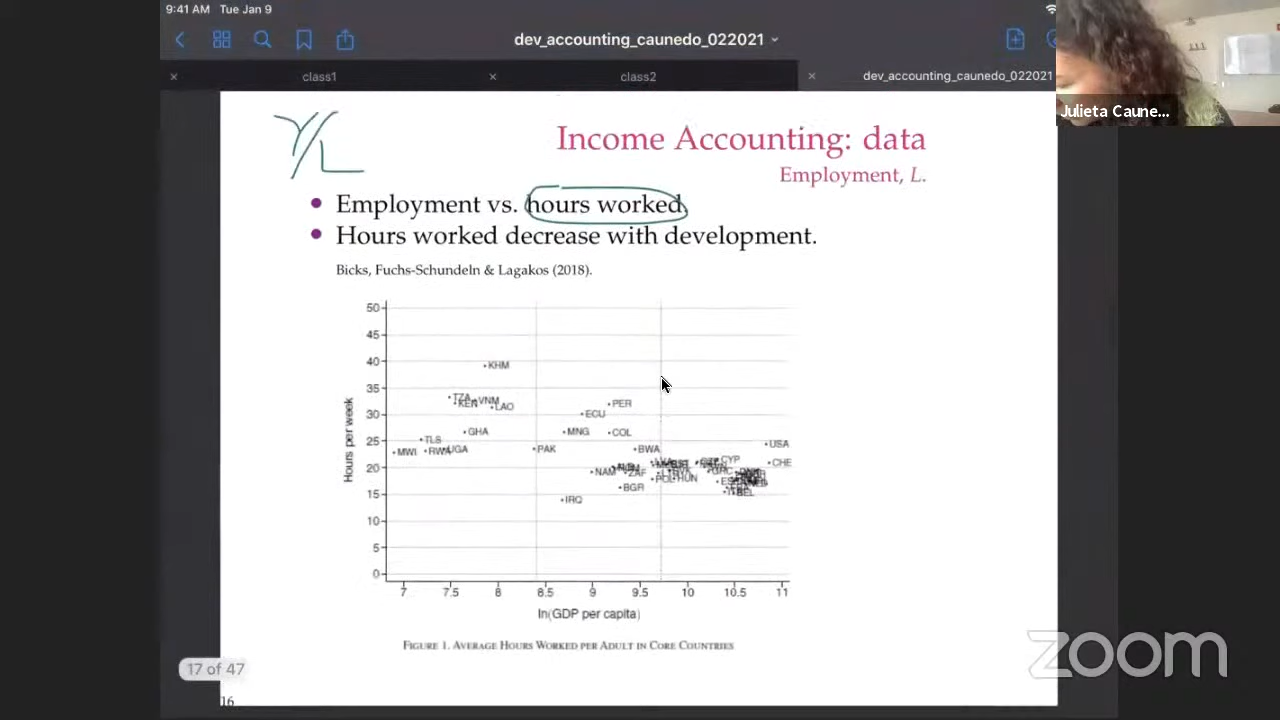 9:41 AM Tue Jan 9
dev_accounting_caunedo_022021
class1
class2
dev_accounting_caunedo_022021
Julieta Caune...
Y/L
Income Accounting: data
Employment, L.
• Employment vs. hours worked.
• Hours worked decrease with development.
Bicks, Fuchs-Schundeln & Lagakos (2018).
Hours per week
50
45
40
35
30
25
20
15
10
5
0
KHM
TZA
KEN
VNM
LAO
PER
ECU
GHA
MNG
COL
TLS
USA
MWI
RWA
UGA
PAK
BWA
CYP
CHE
NAM
ZAF
GRC
POL
HUN
BGR
IRQ
BEL
7 7.5 8 8.5 9 9.5 10 10.5 11
ln(GDP per capita)
FIGURE 1. AVERAGE HOURS WORKED PER ADULT IN CORE COUNTRIES
17 of 47
16
zoom